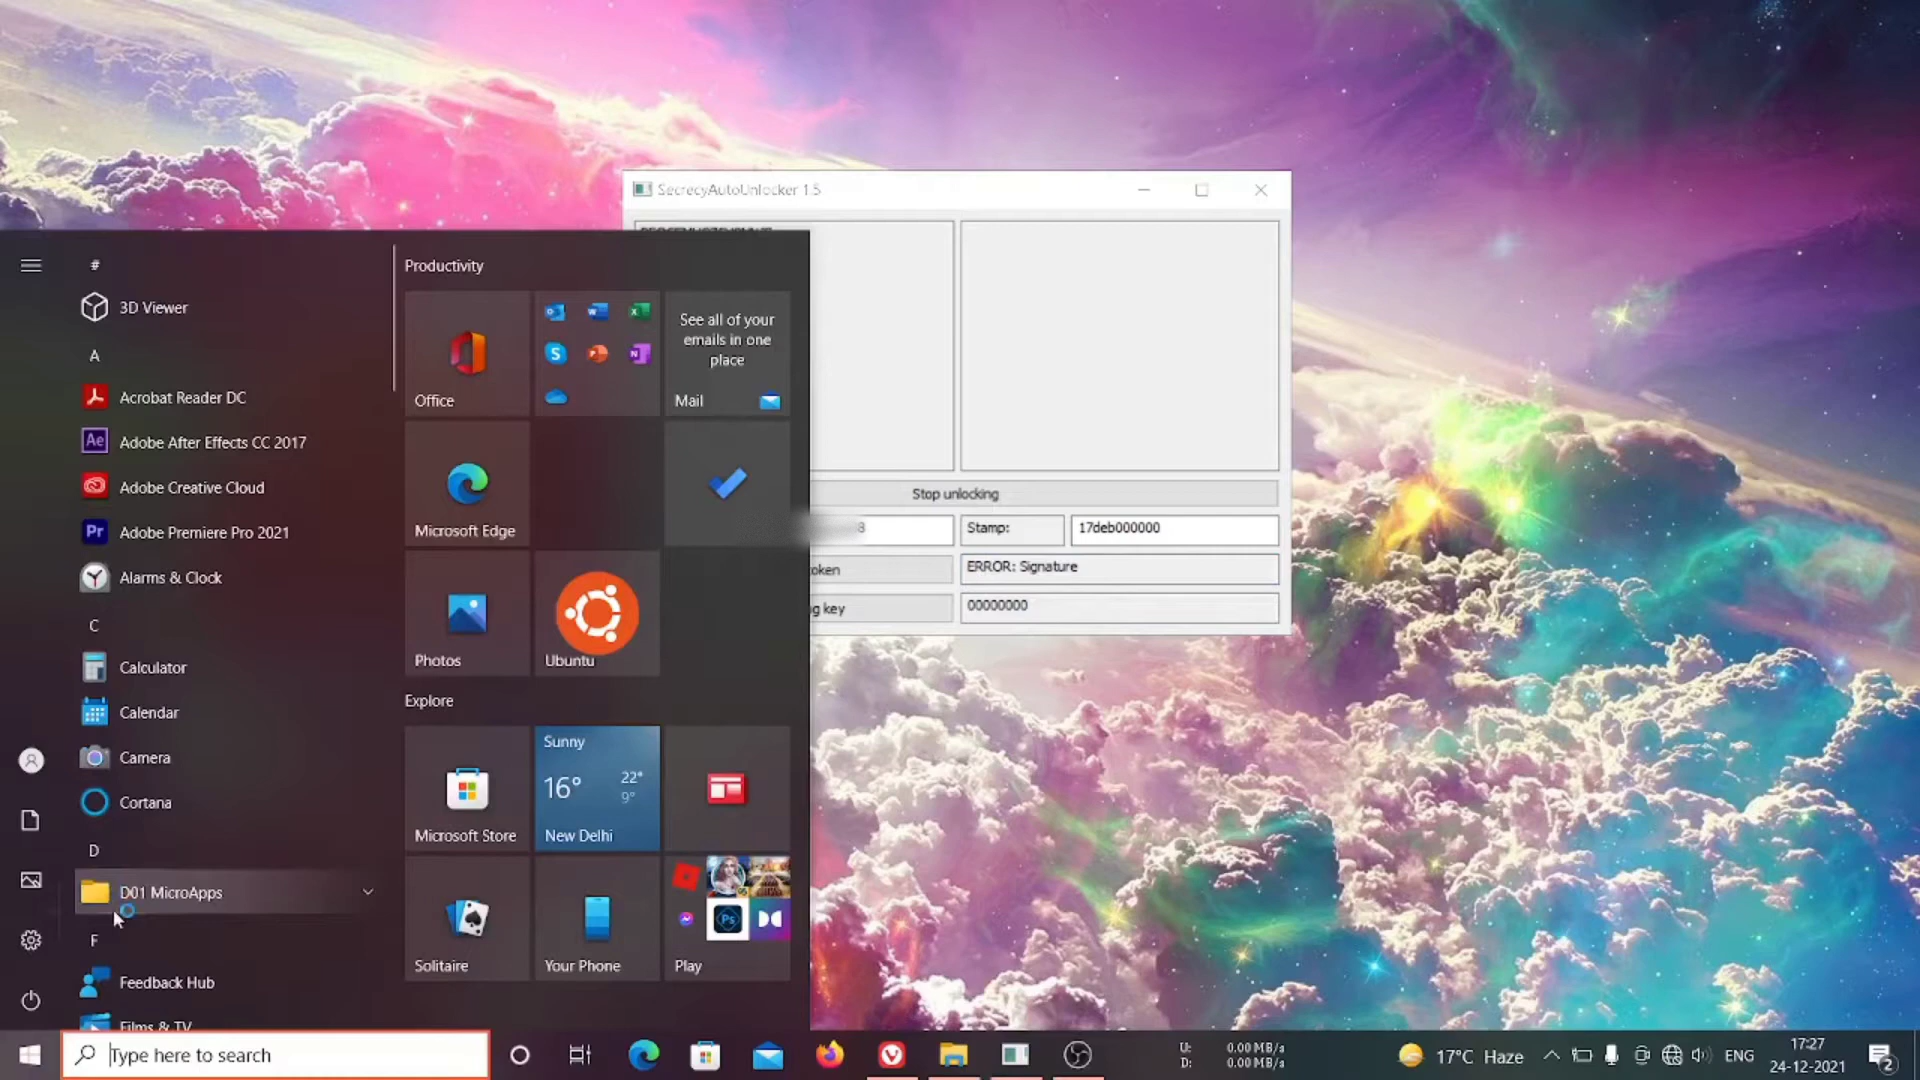 SecrecyAutoUnlocker 1.5
#
3D Viewer
A
Acrobat Reader DC
Adobe After Effects CC 2017
Adobe Creative Cloud
Adobe Premiere Pro 2021
Alarms & Clock
C
Calculator
Calendar
Camera
Cortana
D
D01 MicroApps
F
Feedback Hub
Films & TV
Productivity
Office
See all of your
emails in one
place
Mail
Microsoft Edge
Photos
Ubuntu
Explore
Microsoft Store
Sunny
16°
22°
9°
New Delhi
Solitaire
Your Phone
Play
Stop unlocking
8
Stamp:
17deb000000
oken
ERROR: Signature
g key
00000000
Type here to search
U:
D:
0.00 MB/s
0.00 MB/s
17°C Haze
ENG
17:27
24-12-2021
2